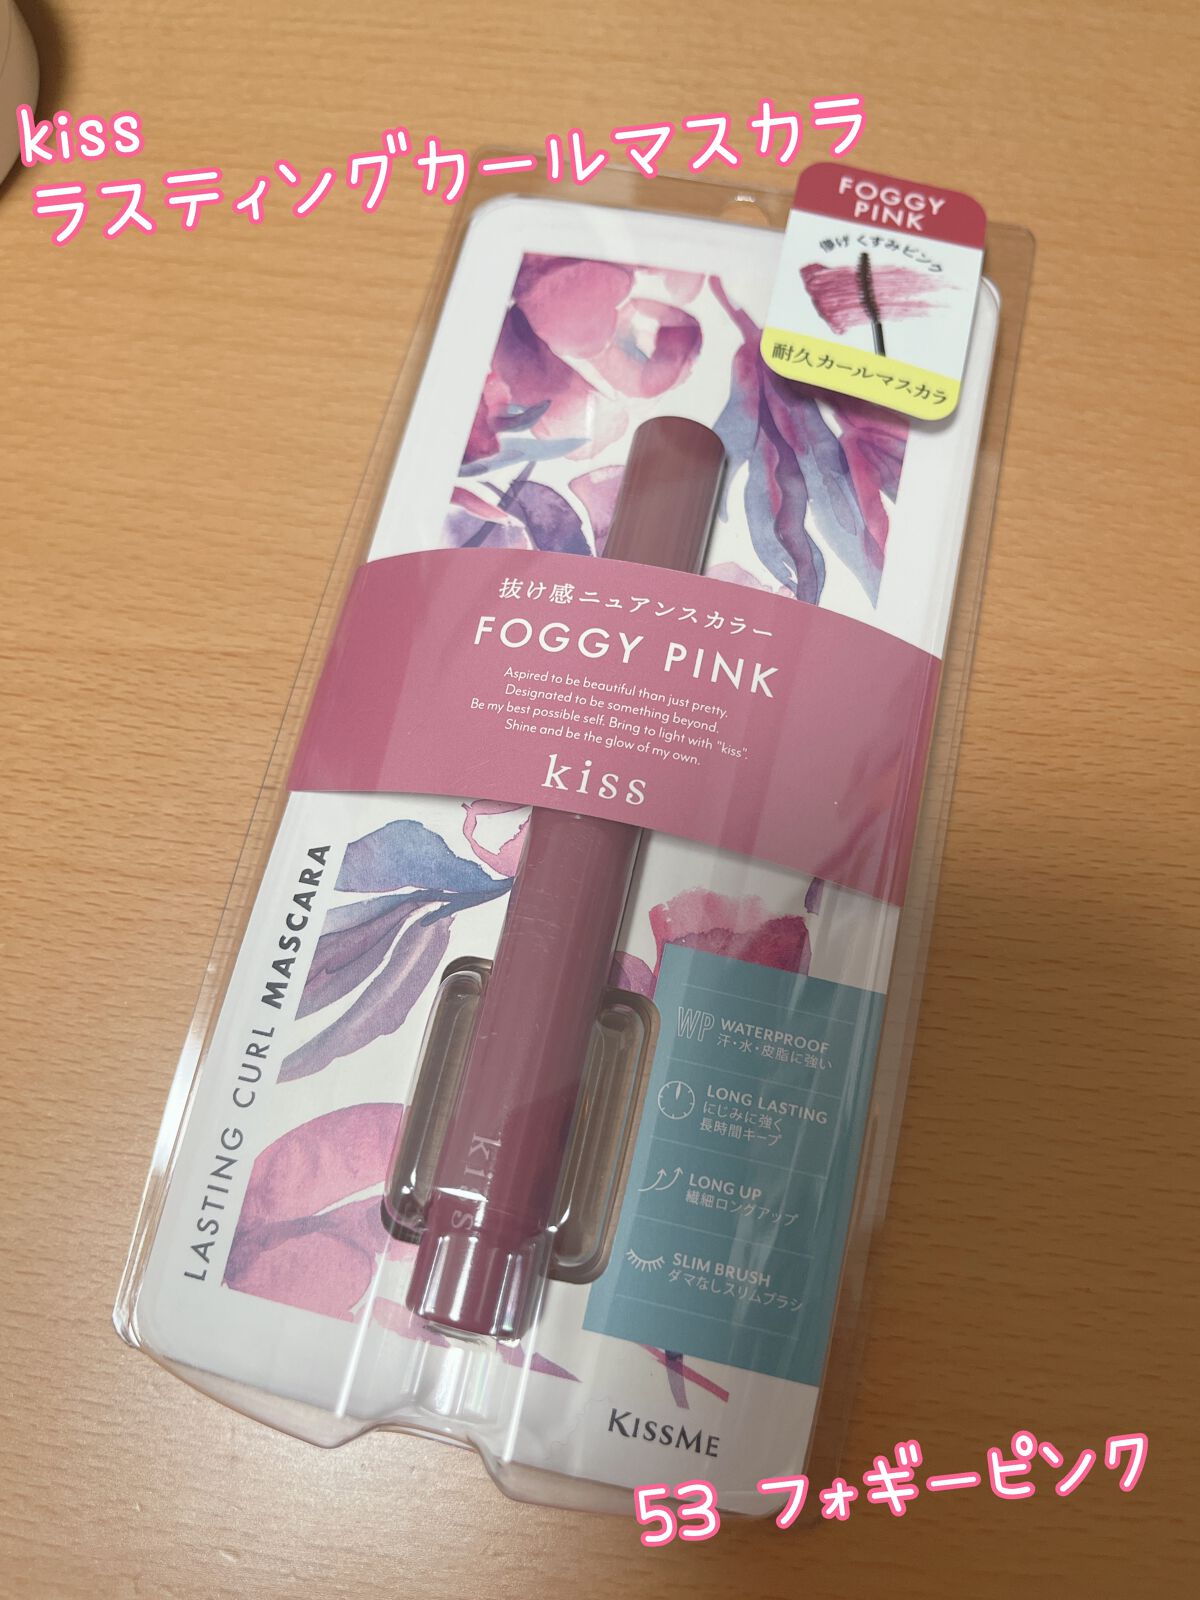 kiss
ラスティングカールマスカラ
FOGGY
PINK
儚げくすみピンク
耐久カールマスカラ
抜け感ニュアンスカラー
FOGGY PINK
Aspired to be beautiful than just pretty.
Designated to be something beyond.
Be my best possible self. Bring to light with "kiss".
Shine and be the glow of my own.
kiss
LASTING CURL MASCARA
WP WATERPROOF
汗・水・皮脂に強い
LONG LASTING
にじみに強く
長時間キープ
LONG UP
繊細ロングアップ
SLIM BRUSH
ダマなしスリムブラシ
kiss
KISSME
53 フォギーピンク